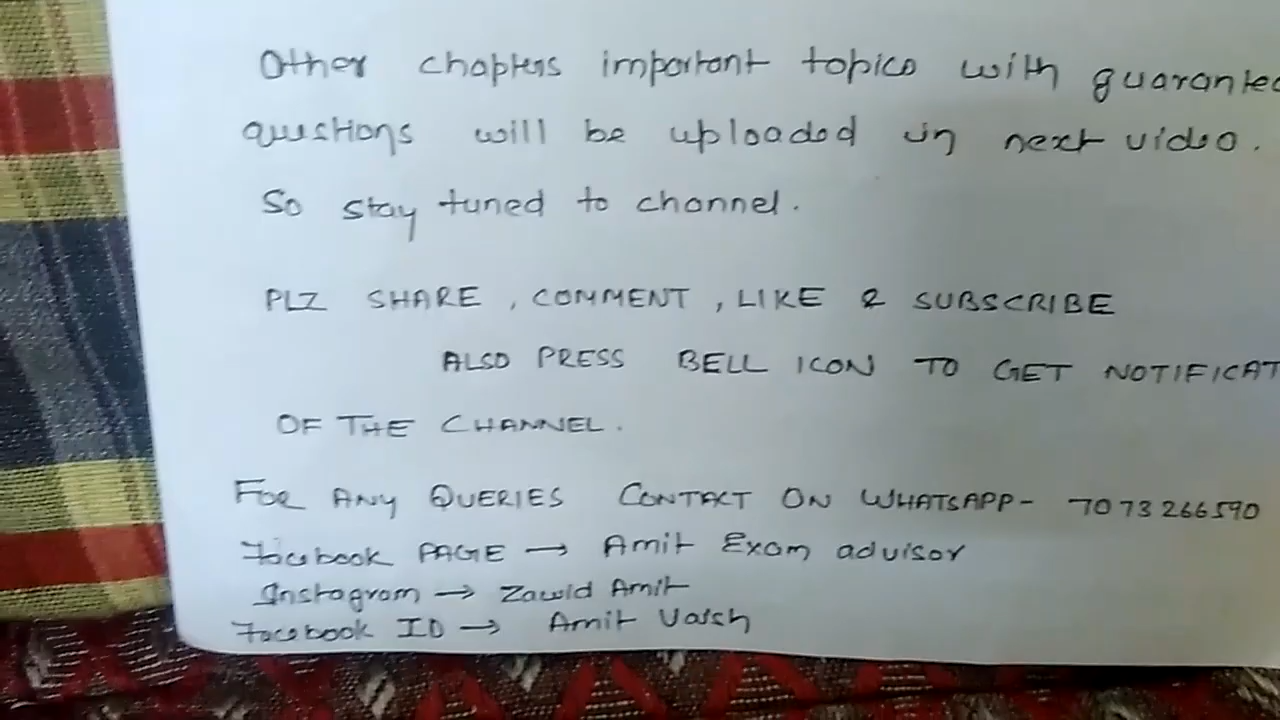 Other chapters important topics with guarantee
questions will be uploaded in next video.
So stay tuned to channel.
PLZ SHARE, COMMENT, LIKE & SUBSCRIBE
ALSO PRESS BELL ICON TO GET NOTIFICAT
OF THE CHANNEL.
FOR ANY QUERIES CONTACT ON WHATSAPP- 7073266590
Facebook PAGE → Amit Exam advisor
Instagram → Zawid Amit
Facebook ID → Amit Vaish